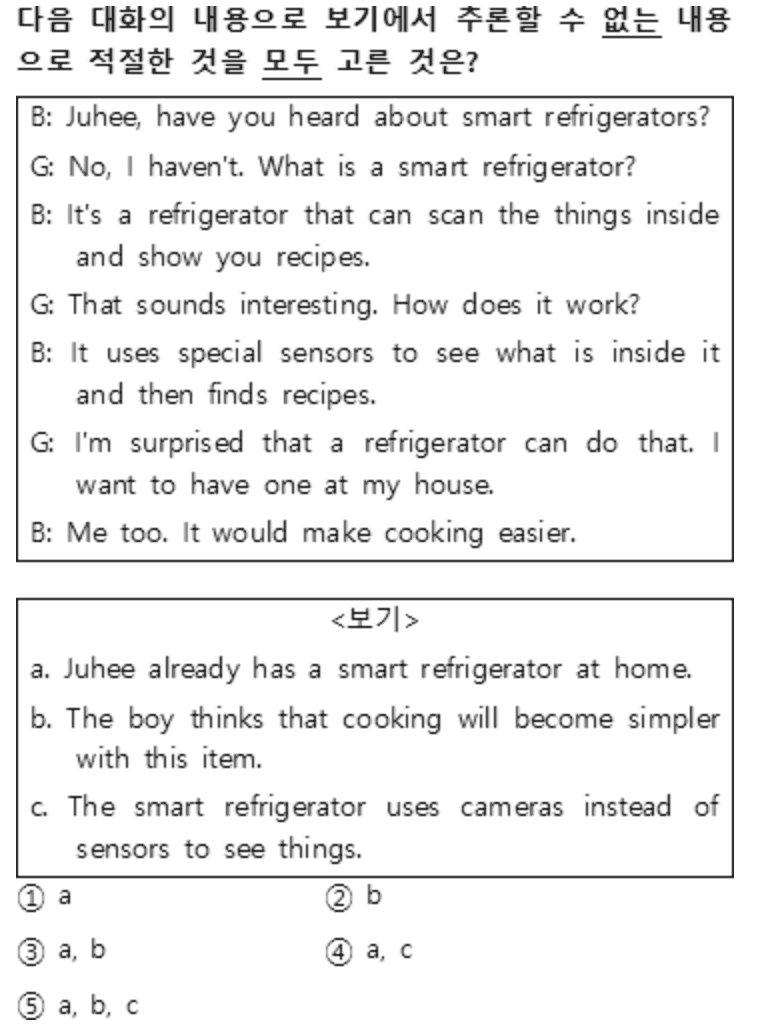 다음 대화의 내용으로 보기에서 추론할 수 없는 내용
으로 적절한 것을 모두 고른 것은?
B: Juhee, have you heard about smart refrigerators?
G: No, I haven't. What is a smart refrigerator?
B: It's a refrigerator that can scan the things inside
and show you recipes.
G: That sounds interesting. How does it work?
B: It uses special sensors to see what is inside it
and then finds recipes.
G: I'm surprised that a refrigerator can do that. I
want to have one at my house.
B: Me too. It would make cooking easier.
<보기>
a. Juhee already has a smart refrigerator at home.
b. The boy thinks that cooking will become simpler
with this item.
c. The smart refrigerator uses cameras instead of
sensors to see things.
① a ② b
③ a, b ④ a, c
⑤ a, b, c